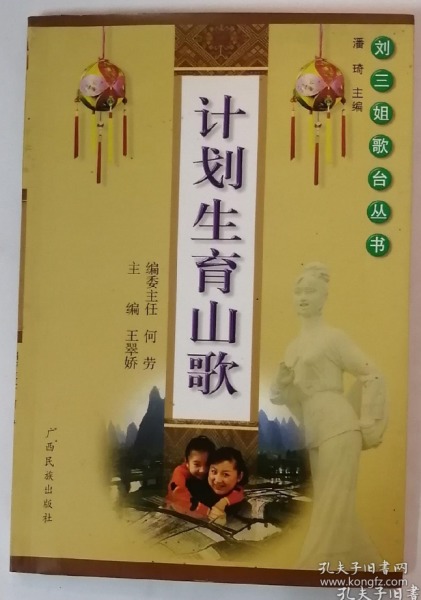 刘三姐歌台丛书
潘琦 主编
计划生育山歌
编委主任 何劳
主编 王翠娇
广西民族出版社
孔夫子旧书网
www.kongfz.com
孔夫子旧书